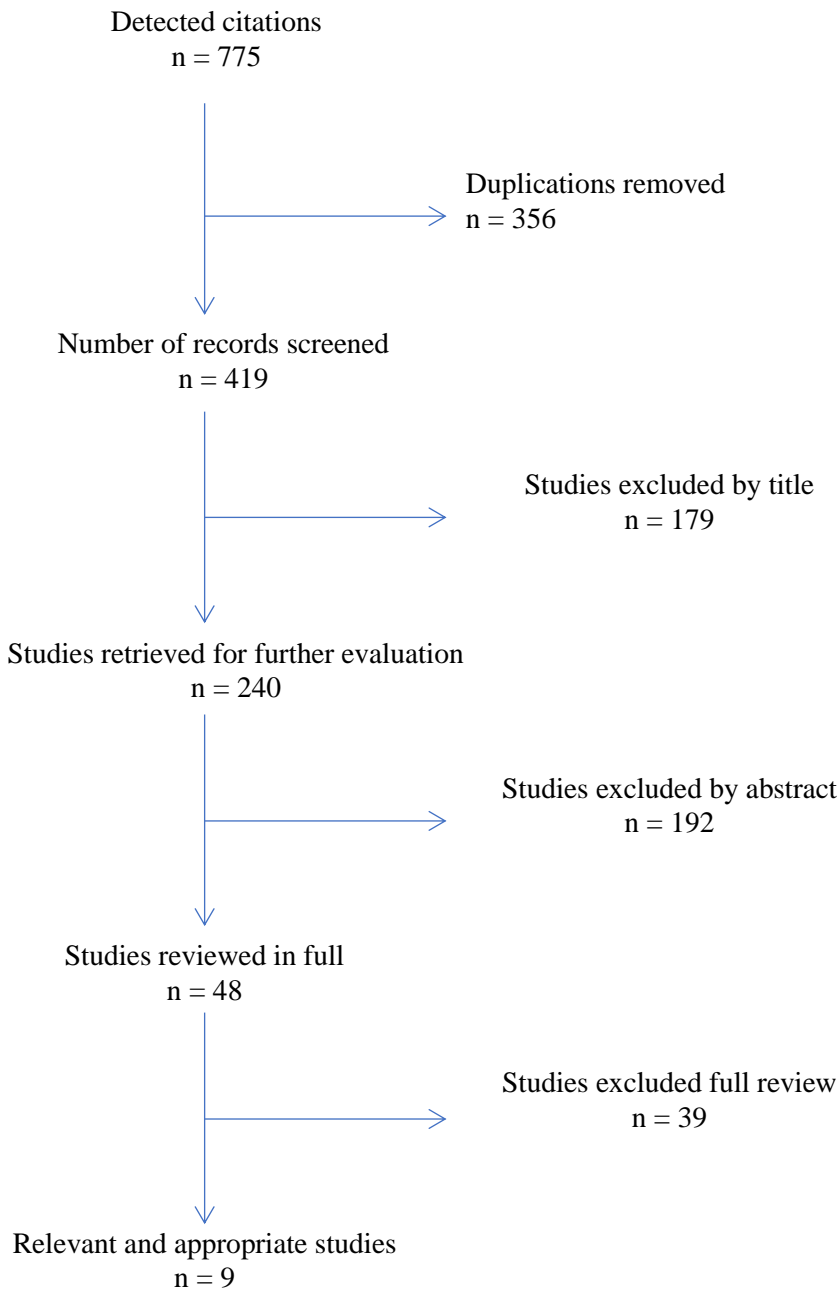 Detected citations
n = 775
Duplications removed
n = 356
Number of records screened
n = 419
Studies excluded by title
n = 179
Studies retrieved for further evaluation
n = 240
Studies excluded by abstract
n = 192
Studies reviewed in full
n = 48
Studies excluded full review
n = 39
Relevant and appropriate studies
n = 9